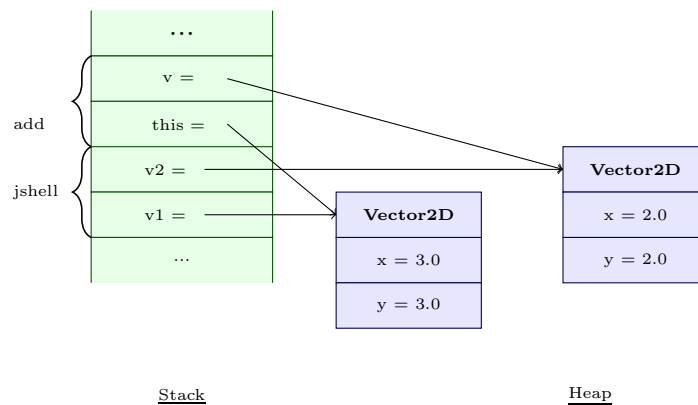 ...
v =
add
this =
v2 =
Vector2D
jshell
v1 =
Vector2D
x = 2.0
...
x = 3.0
y = 2.0
y = 3.0
Stack
Heap